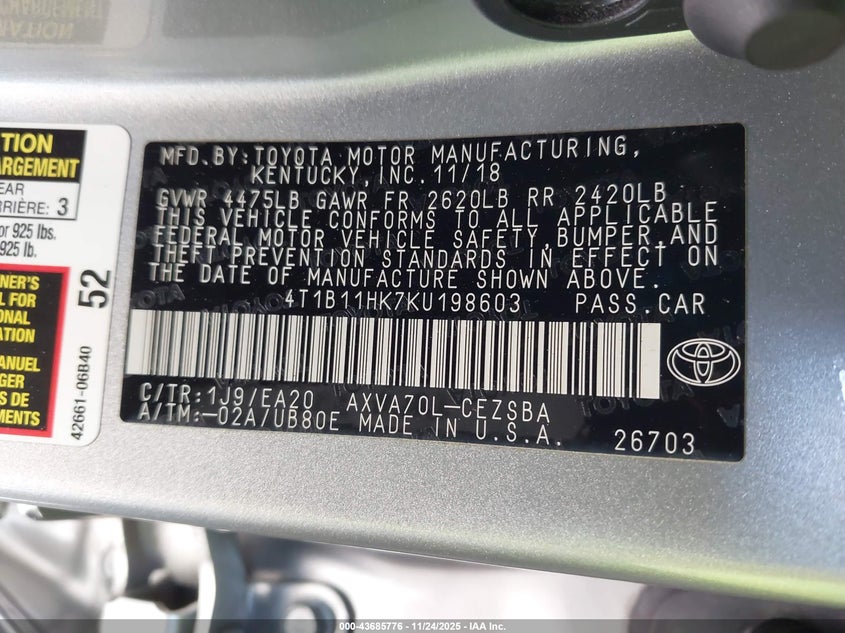 TION
ARGEMENT
EAR
RRIÈRE: 3
or 925 lbs.
925 lb.
NER'S
L FOR
ONAL
ATION
ANUEL
GER
LES
52
42661-06B40
MFD.BY:TOYOTA MOTOR MANUFACTURING,
KENTUCKY,INC.11/18
GVWR 4475LB GAWR FR 2620LB RR 2420LB
THIS VEHICLE CONFORMS TO ALL APPLICABLE
FEDERAL MOTOR VEHICLE SAFETY,BUMPER,AND
THEFT PREVENTION STANDARDS IN EFFECT ON
THE DATE OF MANUFACTURE SHOWN ABOVE.
4T1B11HK7KU198603 PASS.CAR
C/TR:1J9/EA20 AXVA70L-CEZSBA
A/TM:-02A/UB80E MADE IN U.S.A.
26703
000-43685776 - 11/24/2025 - IAA Inc.